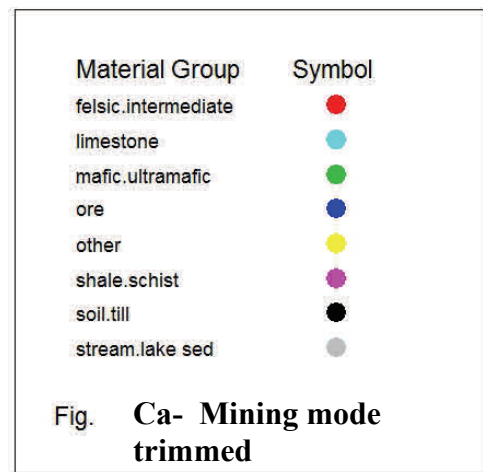 Material Group Symbol
felsic.intermediate
limestone
mafic.ultramafic
ore
other
shale.schist
soil.till
stream.lake sed
Fig. Ca- Mining mode
trimmed